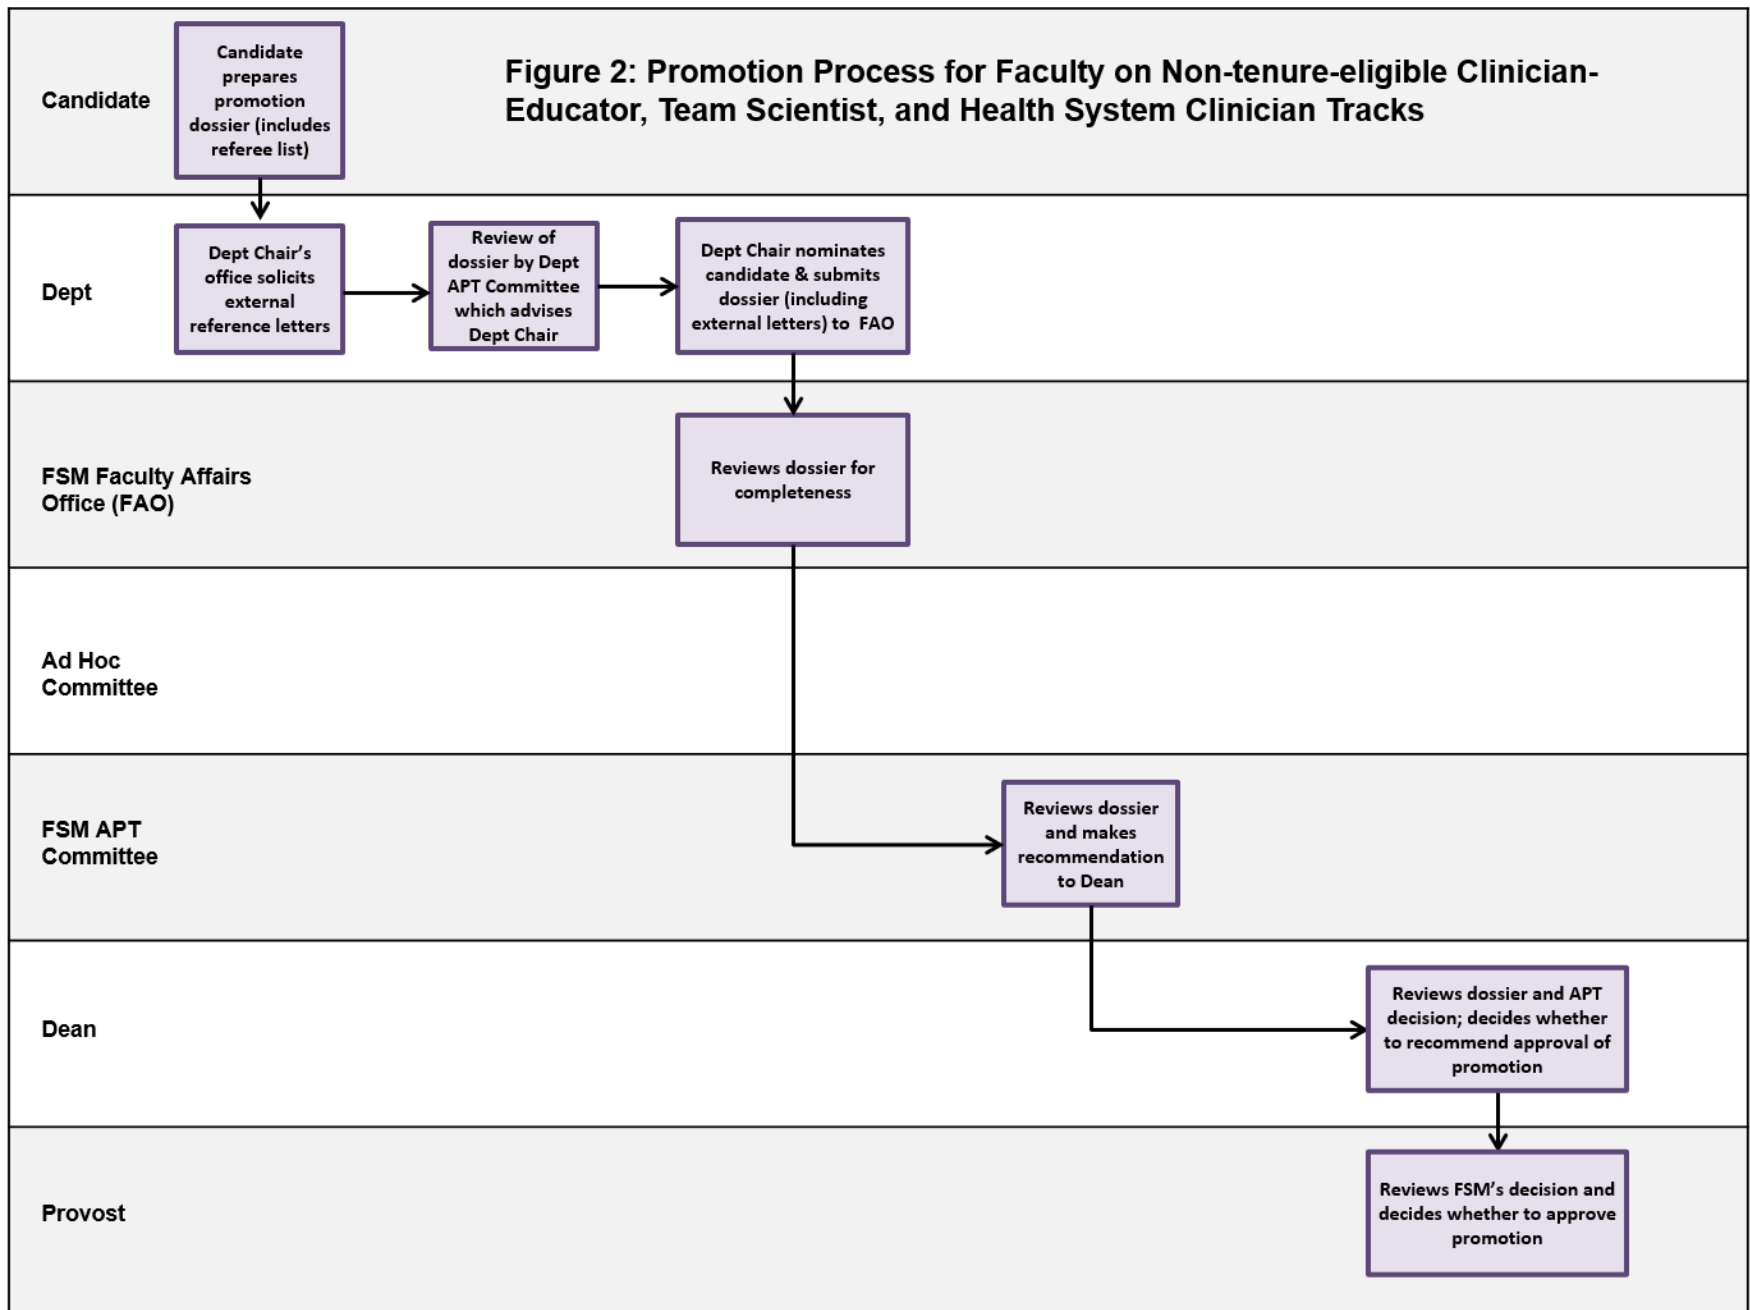 Figure 2: Promotion Process for Faculty on Non-tenure-eligible Clinician-
Educator, Team Scientist, and Health System Clinician Tracks
Candidate
Candidate
prepares
promotion
dossier (includes
referee list)
Dept
Dept Chair’s
office solicits
external
reference letters
Review of
dossier by Dept
APT Committee
which advises
Dept Chair
Dept Chair nominates
candidate & submits
dossier (including
external letters) to FAO
FSM Faculty Affairs
Office (FAO)
Reviews dossier for
completeness
Ad Hoc
Committee
FSM APT
Committee
Reviews dossier
and makes
recommendation
to Dean
Dean
Reviews dossier and APT
decision; decides whether
to recommend approval of
promotion
Provost
Reviews FSM’s decision and
decides whether to approve
promotion